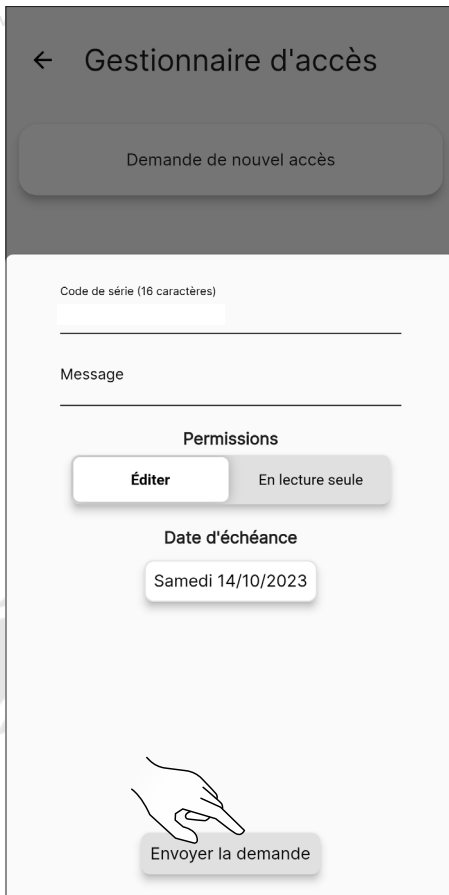 Gestionnaire d'accès
Demande de nouvel accès
Code de série (16 caractères)
Message
Permissions
Éditer
En lecture seule
Date d'échéance
Samedi 14/10/2023
Envoyer la demande